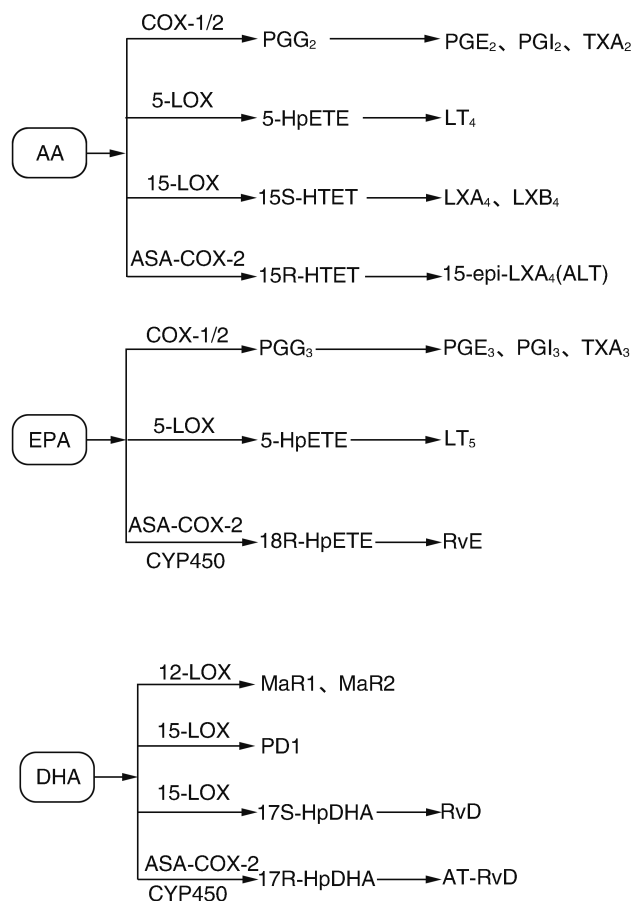 COX-1/2
PGG₂ PGE₂、PGI₂、TXA₂
5-LOX
5-HpETE LT₄
AA
15-LOX
15S-HTET LXA₄、LXB₄
ASA-COX-2
15R-HTET 15-epi-LXA₄(ALT)
COX-1/2
PGG₃ PGE₃、PGI₃、TXA₃
5-LOX
EPA 5-HpETE LT₅
ASA-COX-2
18R-HpETE RvE
CYP450
12-LOX
MaR1、MaR2
15-LOX
PD1
DHA
15-LOX
17S-HpDHA RvD
ASA-COX-2
17R-HpDHA AT-RvD
CYP450